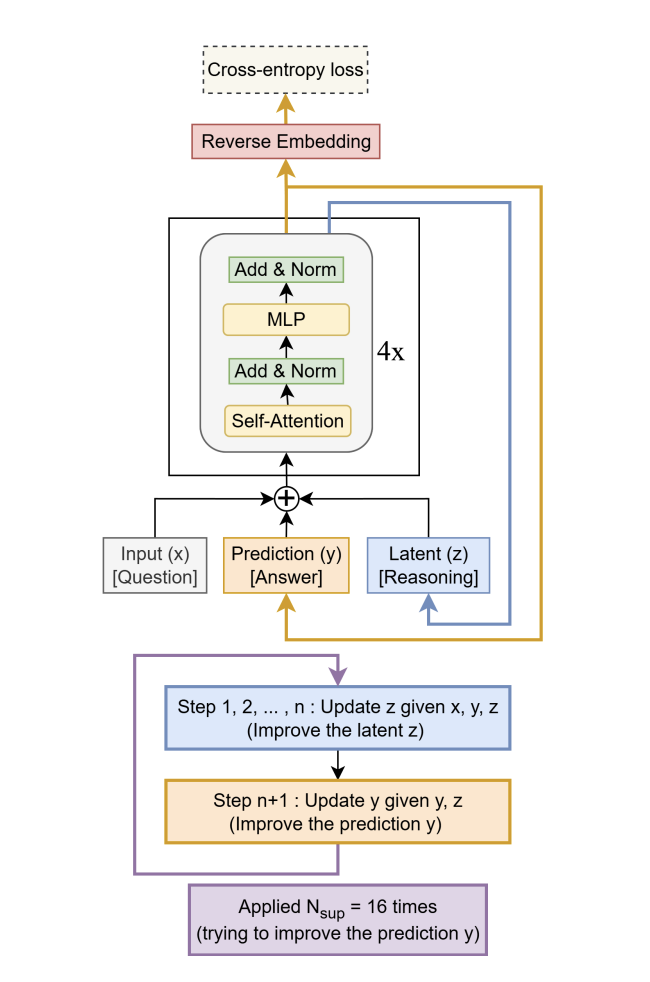 Cross-entropy loss
Reverse Embedding
Add & Norm
MLP
4x
Add & Norm
Self-Attention
Input (x)
[Question]
Prediction (y)
[Answer]
Latent (z)
[Reasoning]
Step 1, 2, ... , n : Update z given x, y, z
(Improve the latent z)
Step n+1 : Update y given y, z
(Improve the prediction y)
Applied Nsup = 16 times
(trying to improve the prediction y)